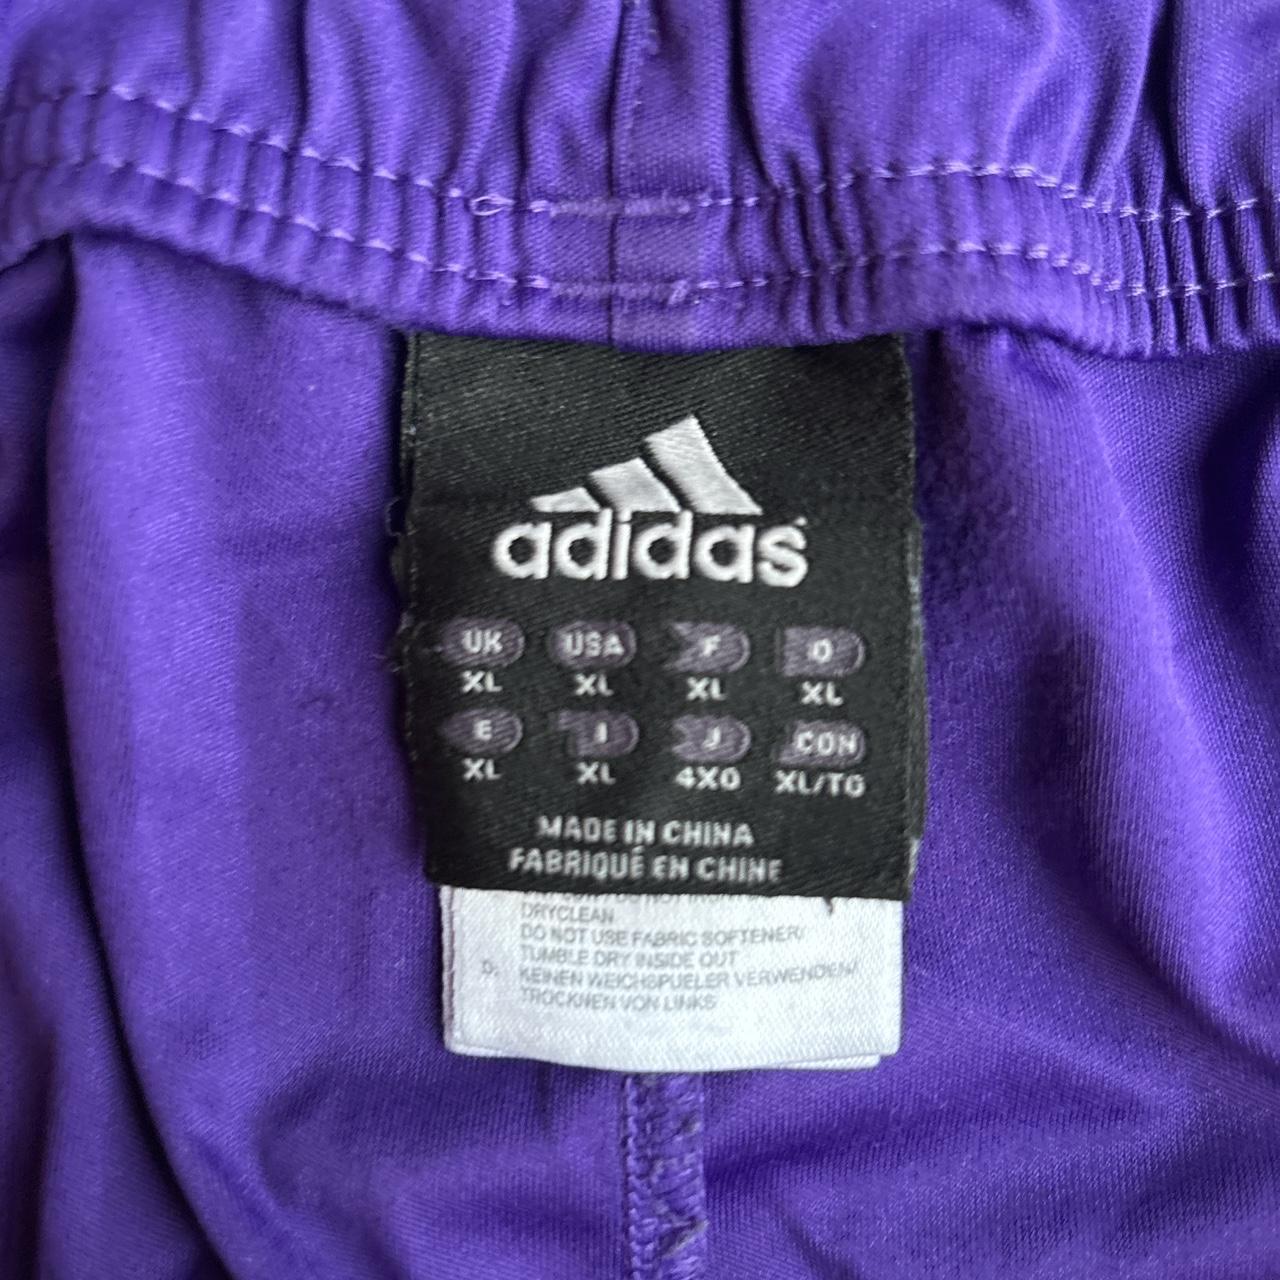 adidas
UK USA F D
XL XL XL XL
E I J CON
XL XL 4XO XL/TG
MADE IN CHINA
FABRIQUÉ EN CHINE
DRYCLEAN
DO NOT USE FABRIC SOFTENER/
TUMBLE DRY INSIDE OUT
D: KEINEN WEICHSPUELER VERWENDEN/
TROCKNEN VON LINKS